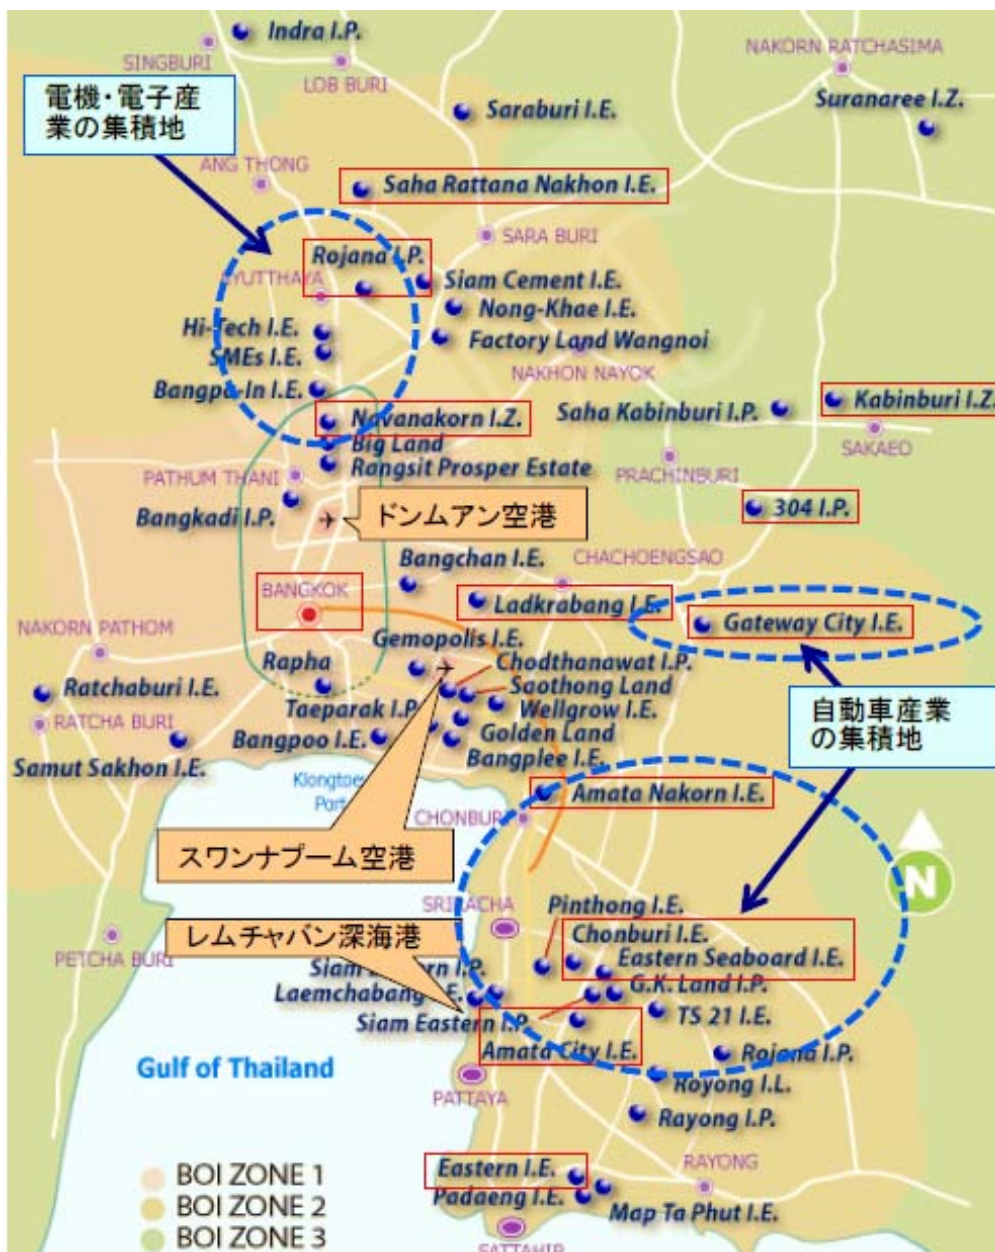 Indra I.P.
SINGBURI
LOB BURI
NAKORN RATCHASIMA
電機・電子産
業の集積地
Saraburi I.E.
Suranaree I.Z.
ANG THONG
Saha Rattana Nakhon I.E.
SARA BURI
Rojana I.P.
AYUTTHAYA
Siam Cement I.E.
Nong-Khae I.E.
Hi-Tech I.E.
Factory Land Wangnoi
SMEs I.E.
NAKHON NAYOK
Bangpa-In I.E.
Kabinburi I.Z.
Saha Kabinburi I.P.
Navanakorn I.Z.
SAKAEO
Big Land
Rangsit Prosper Estate
PRACHINBURI
PATHUM THANI
Bangkadi I.P.
304 I.P.
ドンムアン空港
Bangchan I.E.
CHACHOENGSAO
BANGKOK
Ladkrabang I.E.
Gateway City I.E.
NAKORN PATHOM
Gemopolis I.E.
Rapha
Chodthanawat I.P.
Ratchaburi I.E.
Saothong Land
Taeparak I.P.
Wellgrow I.E.
自動車産業
の集積地
RATCHA BURI
Bangpoo I.E.
Golden Land
Samut Sakhon I.E.
Bangplee I.E.
Klongtoey
Port
Amata Nakorn I.E.
CHONBURI
スワンナプーム空港
N
SRIRACHA
Pinthong I.E.
レムチャバン深海港
Chonburi I.E.
PETCHA BURI
Eastern Seaboard I.E.
Siam I.P.
G.K. Land I.P.
Laemchabang I.E.
Siam Eastern I.P.
TS 21 I.E.
Amata City I.E.
Rojana I.P.
Gulf of Thailand
Royong I.L.
PATTAYA
Rayong I.P.
Eastern I.E.
RAYONG
BOI ZONE 1
Padaeng I.E.
BOI ZONE 2
Map Ta Phut I.E.
BOI ZONE 3
SATTAHIP